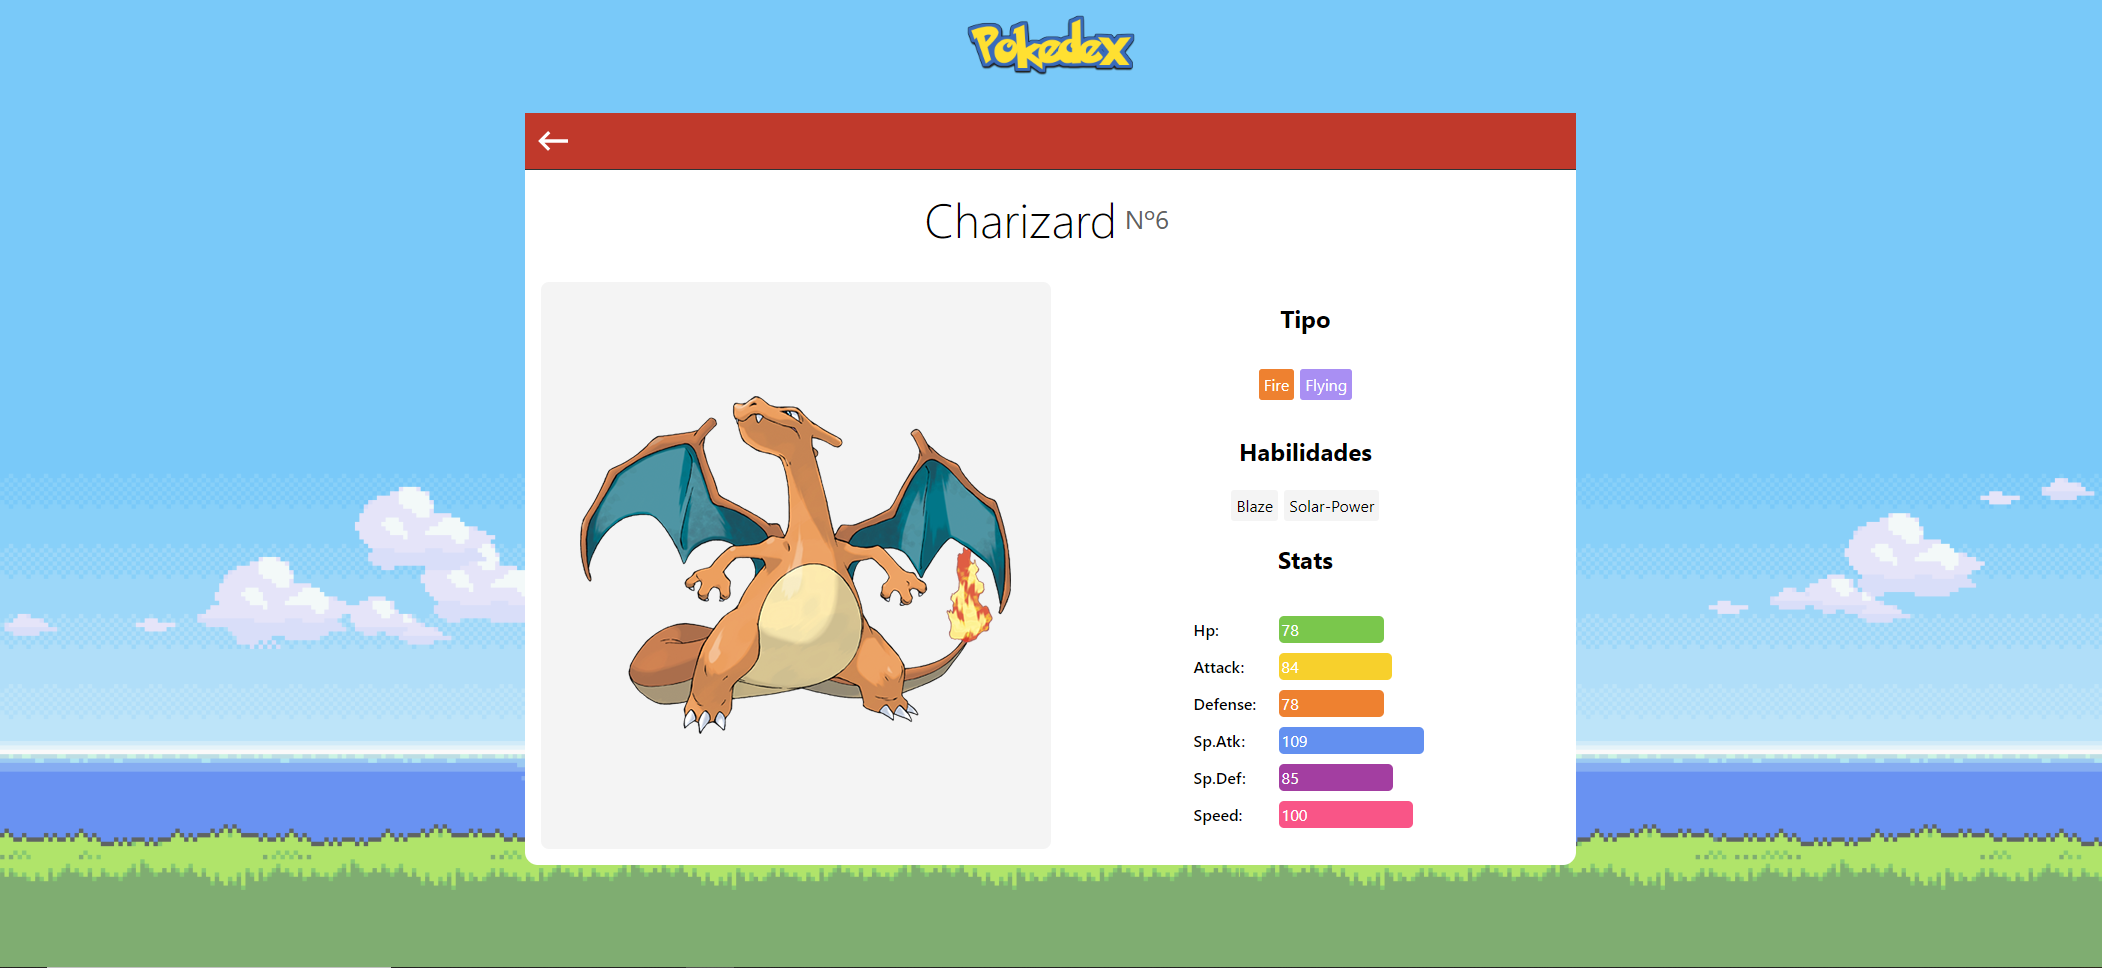 Pokedex
Charizard Nº6
Tipo
Fire Flying
Habilidades
Blaze Solar-Power
Stats
Hp: 78
Attack: 84
Defense: 78
Sp.Atk: 109
Sp.Def: 85
Speed: 100